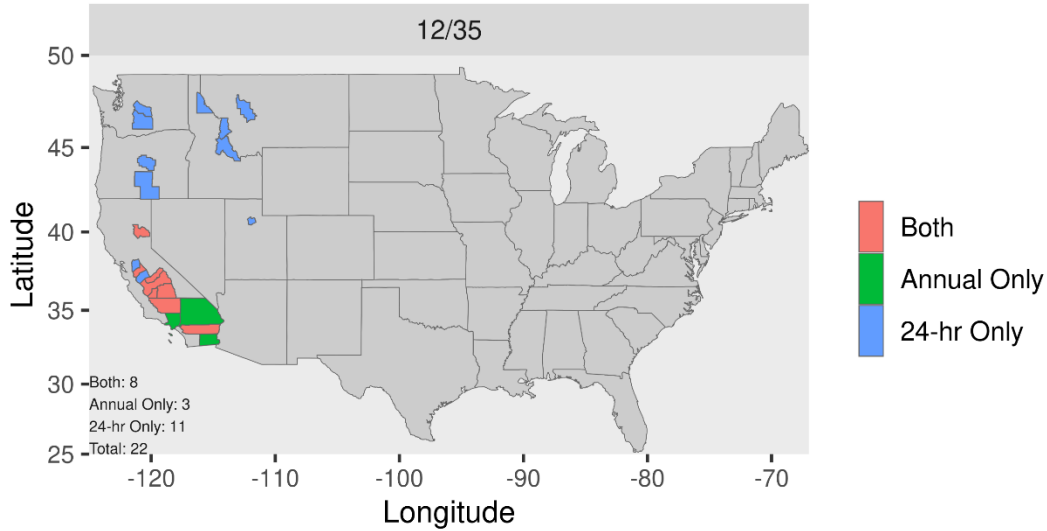 12/35
50
45
40
35
30
25
Latitude
Both: 8
Annual Only: 3
24-hr Only: 11
Total: 22
-120
-110
-100
-90
-80
-70
Longitude
Both
Annual Only
24-hr Only